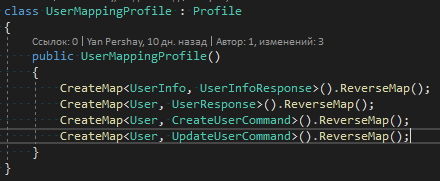 class UserMappingProfile : Profile
{
Ссылок: 0 | Yan Pershay, 10 дн. назад | Автор: 1, изменений: 3
public UserMappingProfile()
{
CreateMap<UserInfo, UserInfoResponse>().ReverseMap();
CreateMap<User, UserResponse>().ReverseMap();
CreateMap<User, CreateUserCommand>().ReverseMap();
CreateMap<User, UpdateUserCommand>().ReverseMap();
}
}